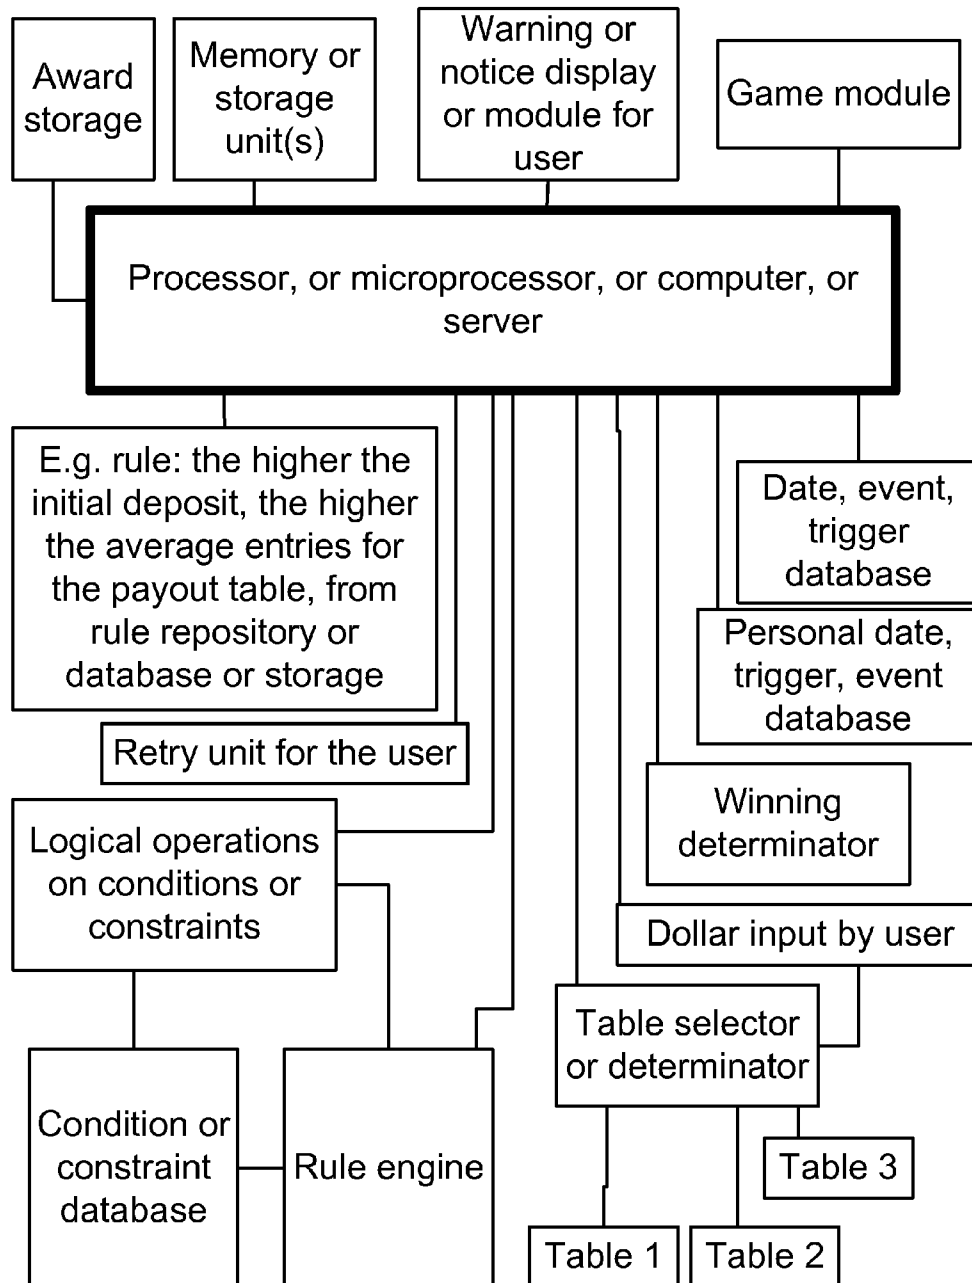 Award
storage
Memory or
storage
unit(s)
Warning or
notice display
or module for
user
Game module
Processor, or microprocessor, or computer, or
server
E.g. rule: the higher the
initial deposit, the higher
the average entries for
the payout table, from
rule repository or
database or storage
Date, event,
trigger
database
Personal date,
trigger, event
database
Retry unit for the user
Winning
determinator
Logical operations
on conditions or
constraints
Dollar input by user
Table selector
or determinator
Condition or
constraint
database
Rule engine
Table 3
Table 1
Table 2